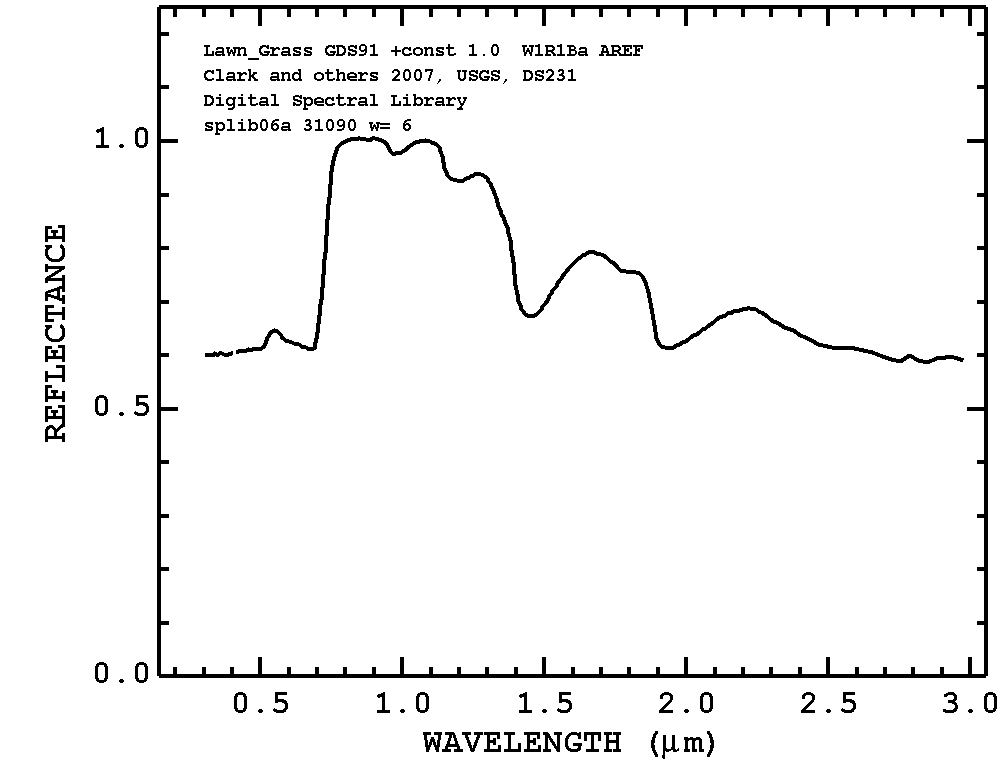 Lawn_Grass GDS91 +const 1.0  W1R1Ba AREF
Clark and others 2007, USGS, DS231
Digital Spectral Library
splib06a 31090 w= 6
1.0
REFLECTANCE
0.5
0.0
0.5 1.0 1.5 2.0 2.5 3.0
WAVELENGTH (μm)